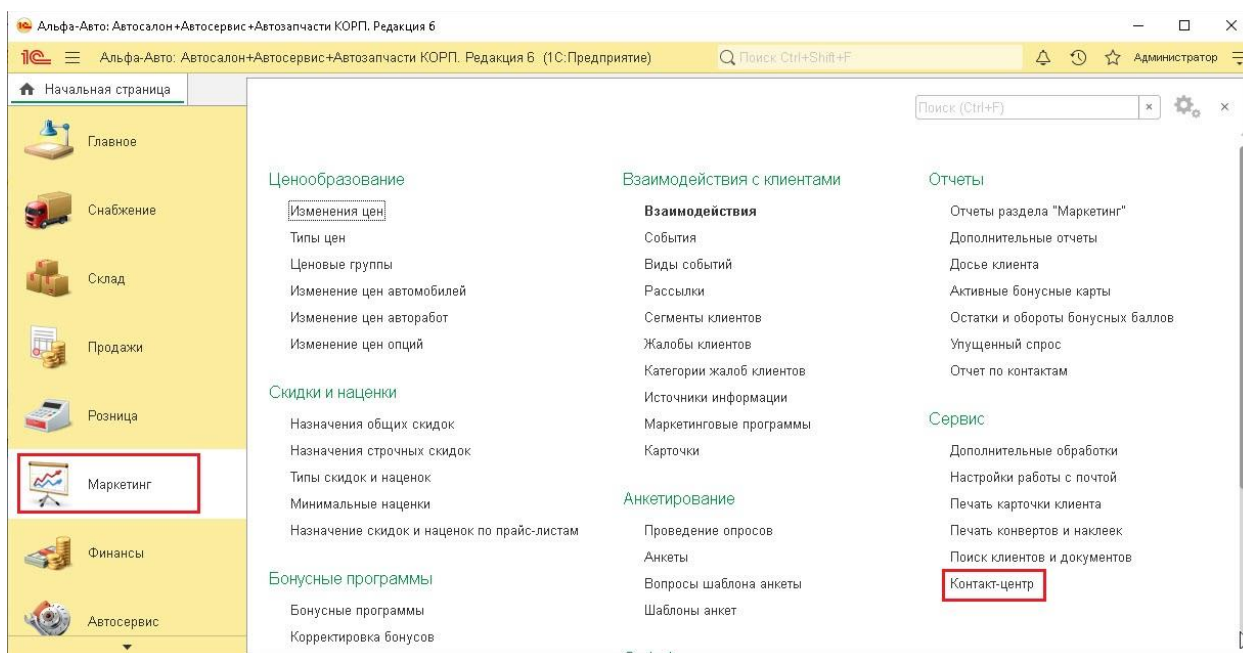 Альфа-Авто: Автосалон+Автосервис+Автозапчасти КОРП. Редакция 6
Альфа-Авто: Автосалон+Автосервис+Автозапчасти КОРП. Редакция 6 (1С:Предприятие)
Поиск Ctrl+Shift+F
Администратор
Начальная страница
Поиск (Ctrl+F)
Главное
Снабжение
Склад
Продажи
Розница
Маркетинг
Финансы
Автосервис
Ценообразование
Изменения цен
Типы цен
Ценовые группы
Изменение цен автомобилей
Изменение цен авторабот
Изменение цен опций
Скидки и наценки
Назначения общих скидок
Назначения строчных скидок
Типы скидок и наценок
Минимальные наценки
Назначение скидок и наценок по прайс-листам
Бонусные программы
Бонусные программы
Корректировка бонусов
Взаимодействия с клиентами
Взаимодействия
События
Виды событий
Рассылки
Сегменты клиентов
Жалобы клиентов
Категории жалоб клиентов
Источники информации
Маркетинговые программы
Карточки
Анкетирование
Проведение опросов
Анкеты
Вопросы шаблона анкеты
Шаблоны анкет
Отчеты
Отчеты раздела "Маркетинг"
Дополнительные отчеты
Досье клиента
Активные бонусные карты
Остатки и обороты бонусных баллов
Упущенный спрос
Отчет по контактам
Сервис
Дополнительные обработки
Настройки работы с почтой
Печать карточки клиента
Печать конвертов и наклеек
Поиск клиентов и документов
Контакт-центр